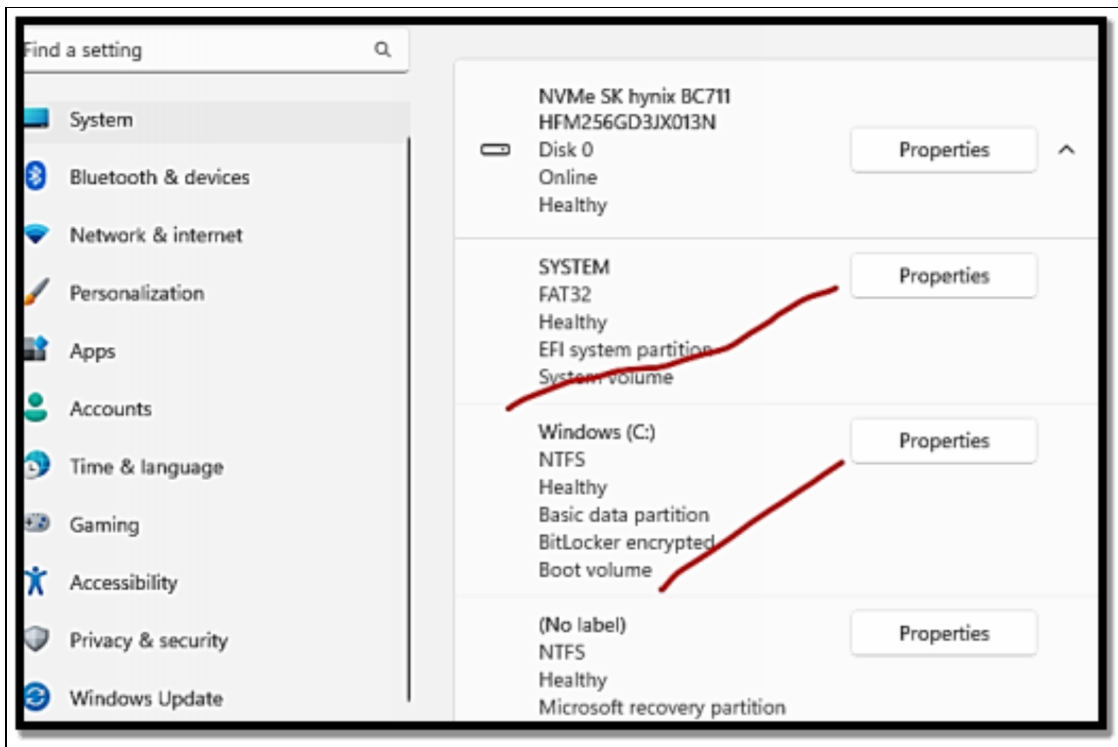 Find a setting
System
Bluetooth & devices
Network & internet
Personalization
Apps
Accounts
Time & language
Gaming
Accessibility
Privacy & security
Windows Update
NVMe SK hynix BC711
HFM256GD3JX013N
Disk 0
Online
Healthy
Properties
SYSTEM
FAT32
Healthy
EFI system partition
System volume
Properties
Windows (C:)
NTFS
Healthy
Basic data partition
BitLocker encrypted
Boot volume
Properties
(No label)
NTFS
Healthy
Microsoft recovery partition
Properties